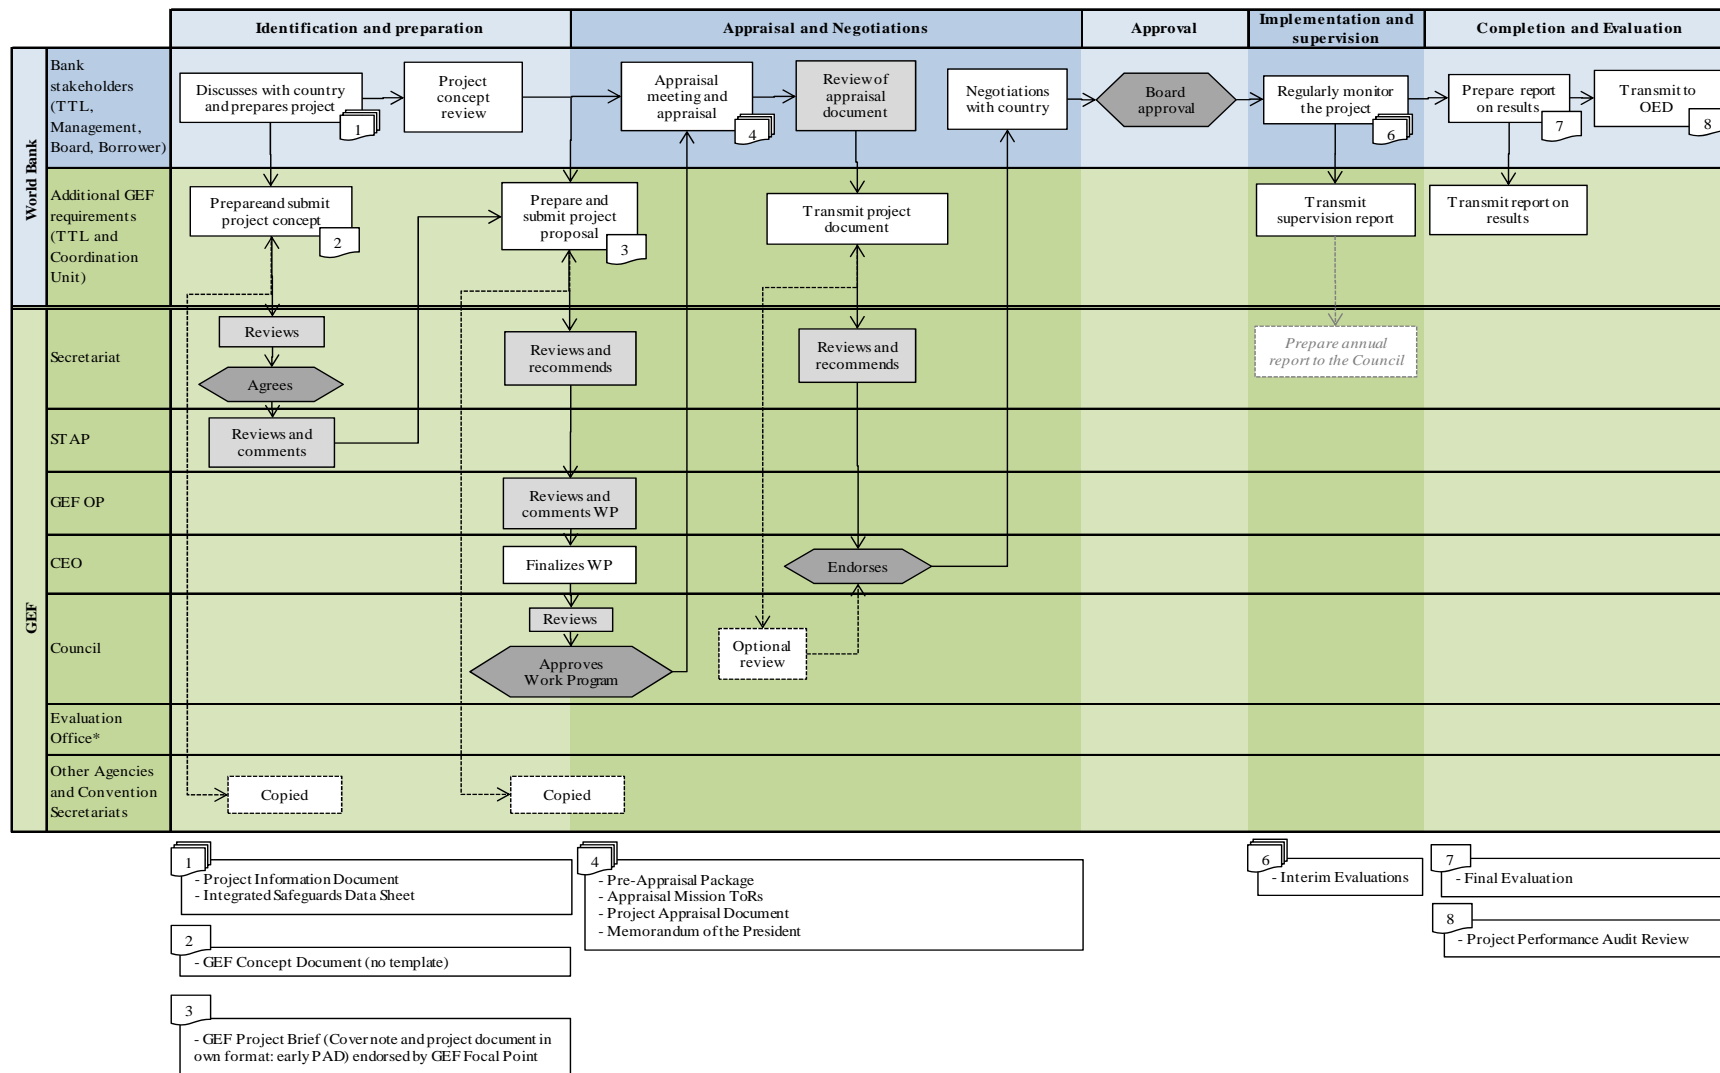 Identification and preparation
Appraisal and Negotiations
Approval
Implementation and
supervision
Completion and Evaluation
World Bank
Bank
stakeholders
(TTL,
Management,
Board, Borrower)
Discusses with country
and prepares project
1
Project
concept
review
Appraisal
meeting and
appraisal
4
Review of
appraisal
document
Negotiations
with country
Board
approval
Regularly monitor
the project
6
Prepare report
on results
7
Transmit to
OED
8
Additional GEF
requirements
(TTL and
Coordination
Unit)
Prepareand submit
project concept
2
Prepare and
submit project
proposal
3
Transmit project
document
Transmit
supervision report
Transmit report on
results
GEF
Secretariat
Reviews
Agrees
Reviews and
recommends
Reviews and
recommends
Prepare annual
report to the Council
STAP
Reviews and
comments
GEF OP
Reviews and
comments WP
CEO
Finalizes WP
Endorses
Council
Reviews
Approves
Work Program
Optional
review
Evaluation
Office*
Other Agencies
and Convention
Secretariats
Copied
Copied
1
- Project Information Document
- Integrated Safeguards Data Sheet
2
- GEF Concept Document (no template)
3
- GEF Project Brief (Cover note and project document in
own format: early PAD) endorsed by GEF Focal Point
4
- Pre-Appraisal Package
- Appraisal Mission ToRs
- Project Appraisal Document
- Memorandum of the President
6
- Interim Evaluations
7
- Final Evaluation
8
- Project Performance Audit Review